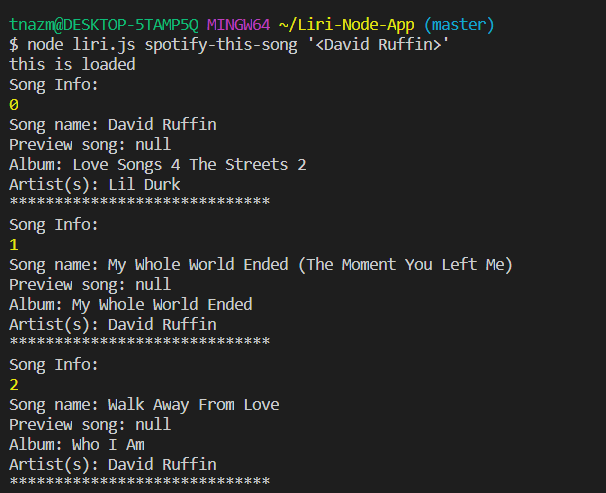 tnazm@DESKTOP-5TAMP5Q MINGW64 ~/Liri-Node-App (master)
$ node liri.js spotify-this-song '<David Ruffin>'
this is loaded
Song Info:
0
Song name: David Ruffin
Preview song: null
Album: Love Songs 4 The Streets 2
Artist(s): Lil Durk
*****************************
Song Info:
1
Song name: My Whole World Ended (The Moment You Left Me)
Preview song: null
Album: My Whole World Ended
Artist(s): David Ruffin
*****************************
Song Info:
2
Song name: Walk Away From Love
Preview song: null
Album: Who I Am
Artist(s): David Ruffin
*****************************